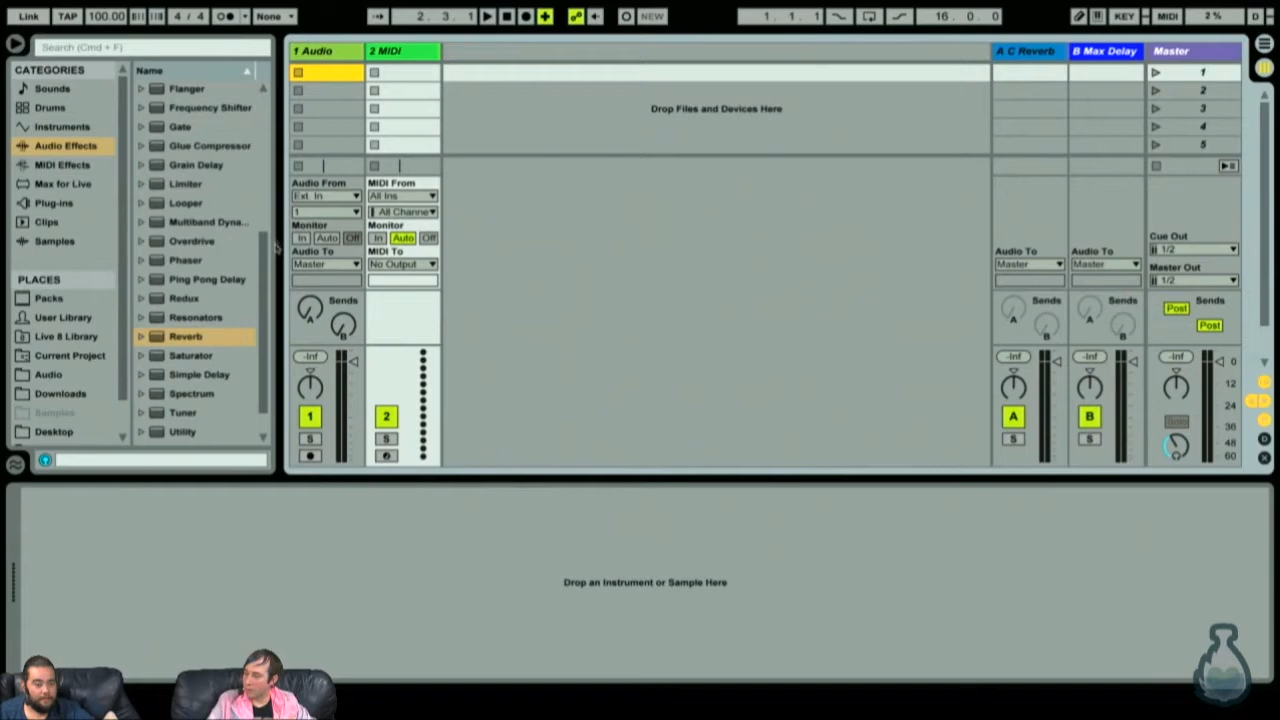 Link TAP 100.00 4 / 4 None 2. 3. 1 NEW 1. 1. 1 16. 0. 0 KEY MIDI 2 % D
Search (Cmd + F)
CATEGORIES
Sounds
Drums
Instruments
Audio Effects
MIDI Effects
Max for Live
Plug-ins
Clips
Samples
PLACES
Packs
User Library
Live 8 Library
Current Project
Audio
Downloads
Samples
Desktop
Name
Flanger
Frequency Shifter
Gate
Glue Compressor
Grain Delay
Limiter
Looper
Multiband Dyna...
Overdrive
Phaser
Ping Pong Delay
Redux
Resonators
Reverb
Saturator
Simple Delay
Spectrum
Tuner
Utility
1 Audio
Audio From
Ext. In
1
Monitor
In Auto Off
Audio To
Master
Sends
A
B
-Inf
1
S
2 MIDI
MIDI From
All Ins
All Channe
Monitor
In Auto Off
MIDI To
No Output
2
S
Drop Files and Devices Here
A C Reverb
Audio To
Master
Sends
A
B
-Inf
A
S
B Max Delay
Audio To
Master
Sends
A
B
-Inf
B
S
Master
1
2
3
4
5
Cue Out
1/2
Master Out
1/2
Sends
Post
Post
-Inf
0
12
24
36
48
60
Solo
Drop an Instrument or Sample Here